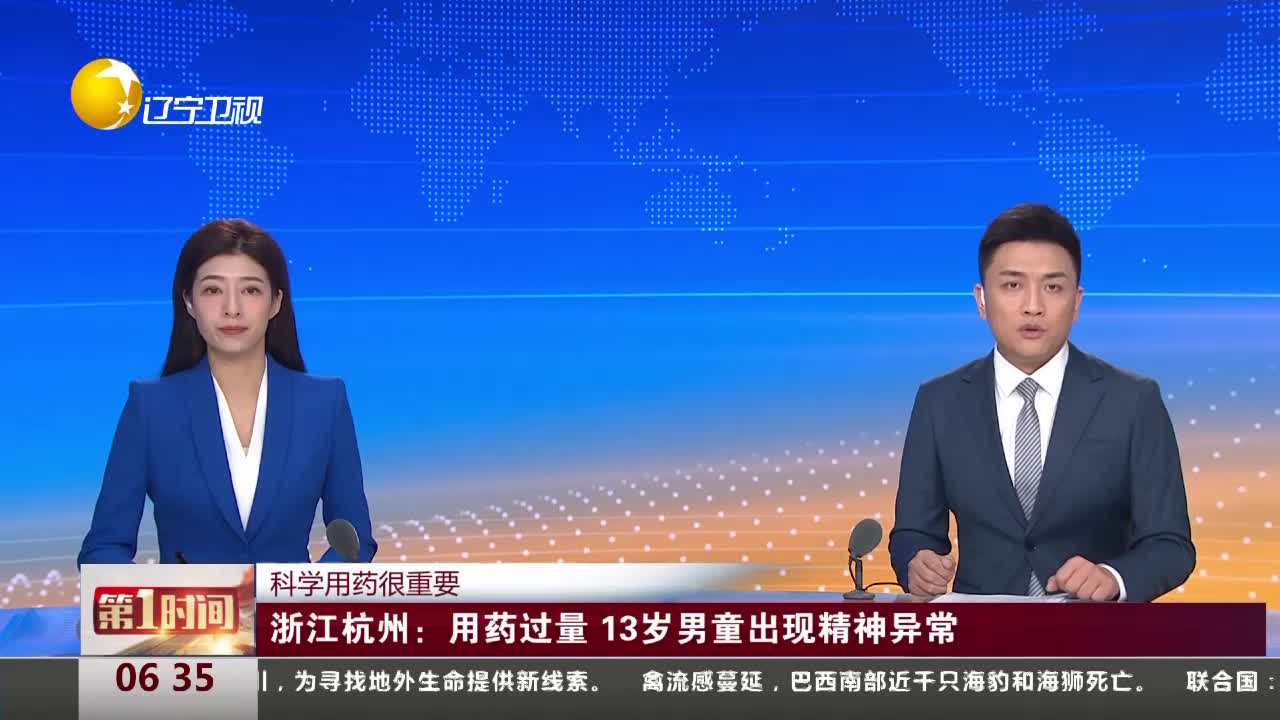 辽宁卫视
科学用药很重要
第1时间
浙江杭州：用药过量 13岁男童出现精神异常
06 35
，为寻找地外生命提供新线索。 禽流感蔓延，巴西南部近千只海豹和海狮死亡。 联合国：